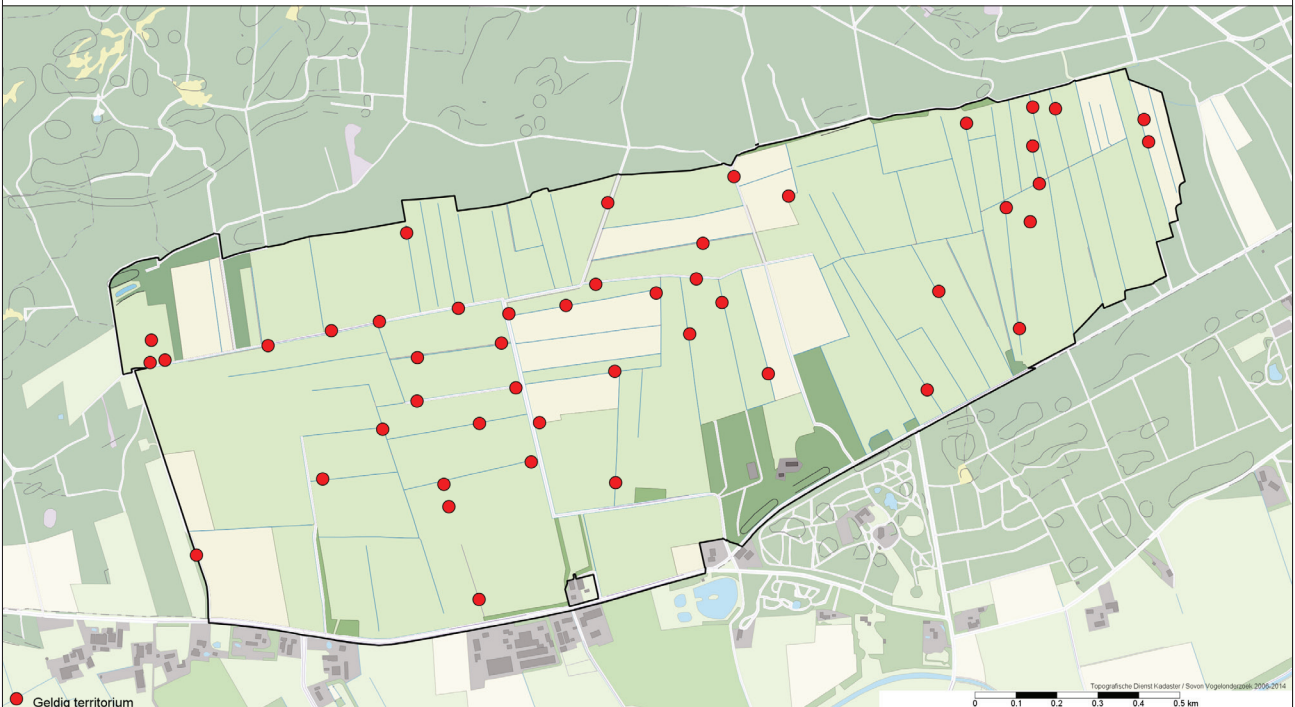 Topografische Dienst Kadaster / Sovon Vogelonderzoek 2006-2014
Geldig territorium
0 0.1 0.2 0.3 0.4 0.5 km